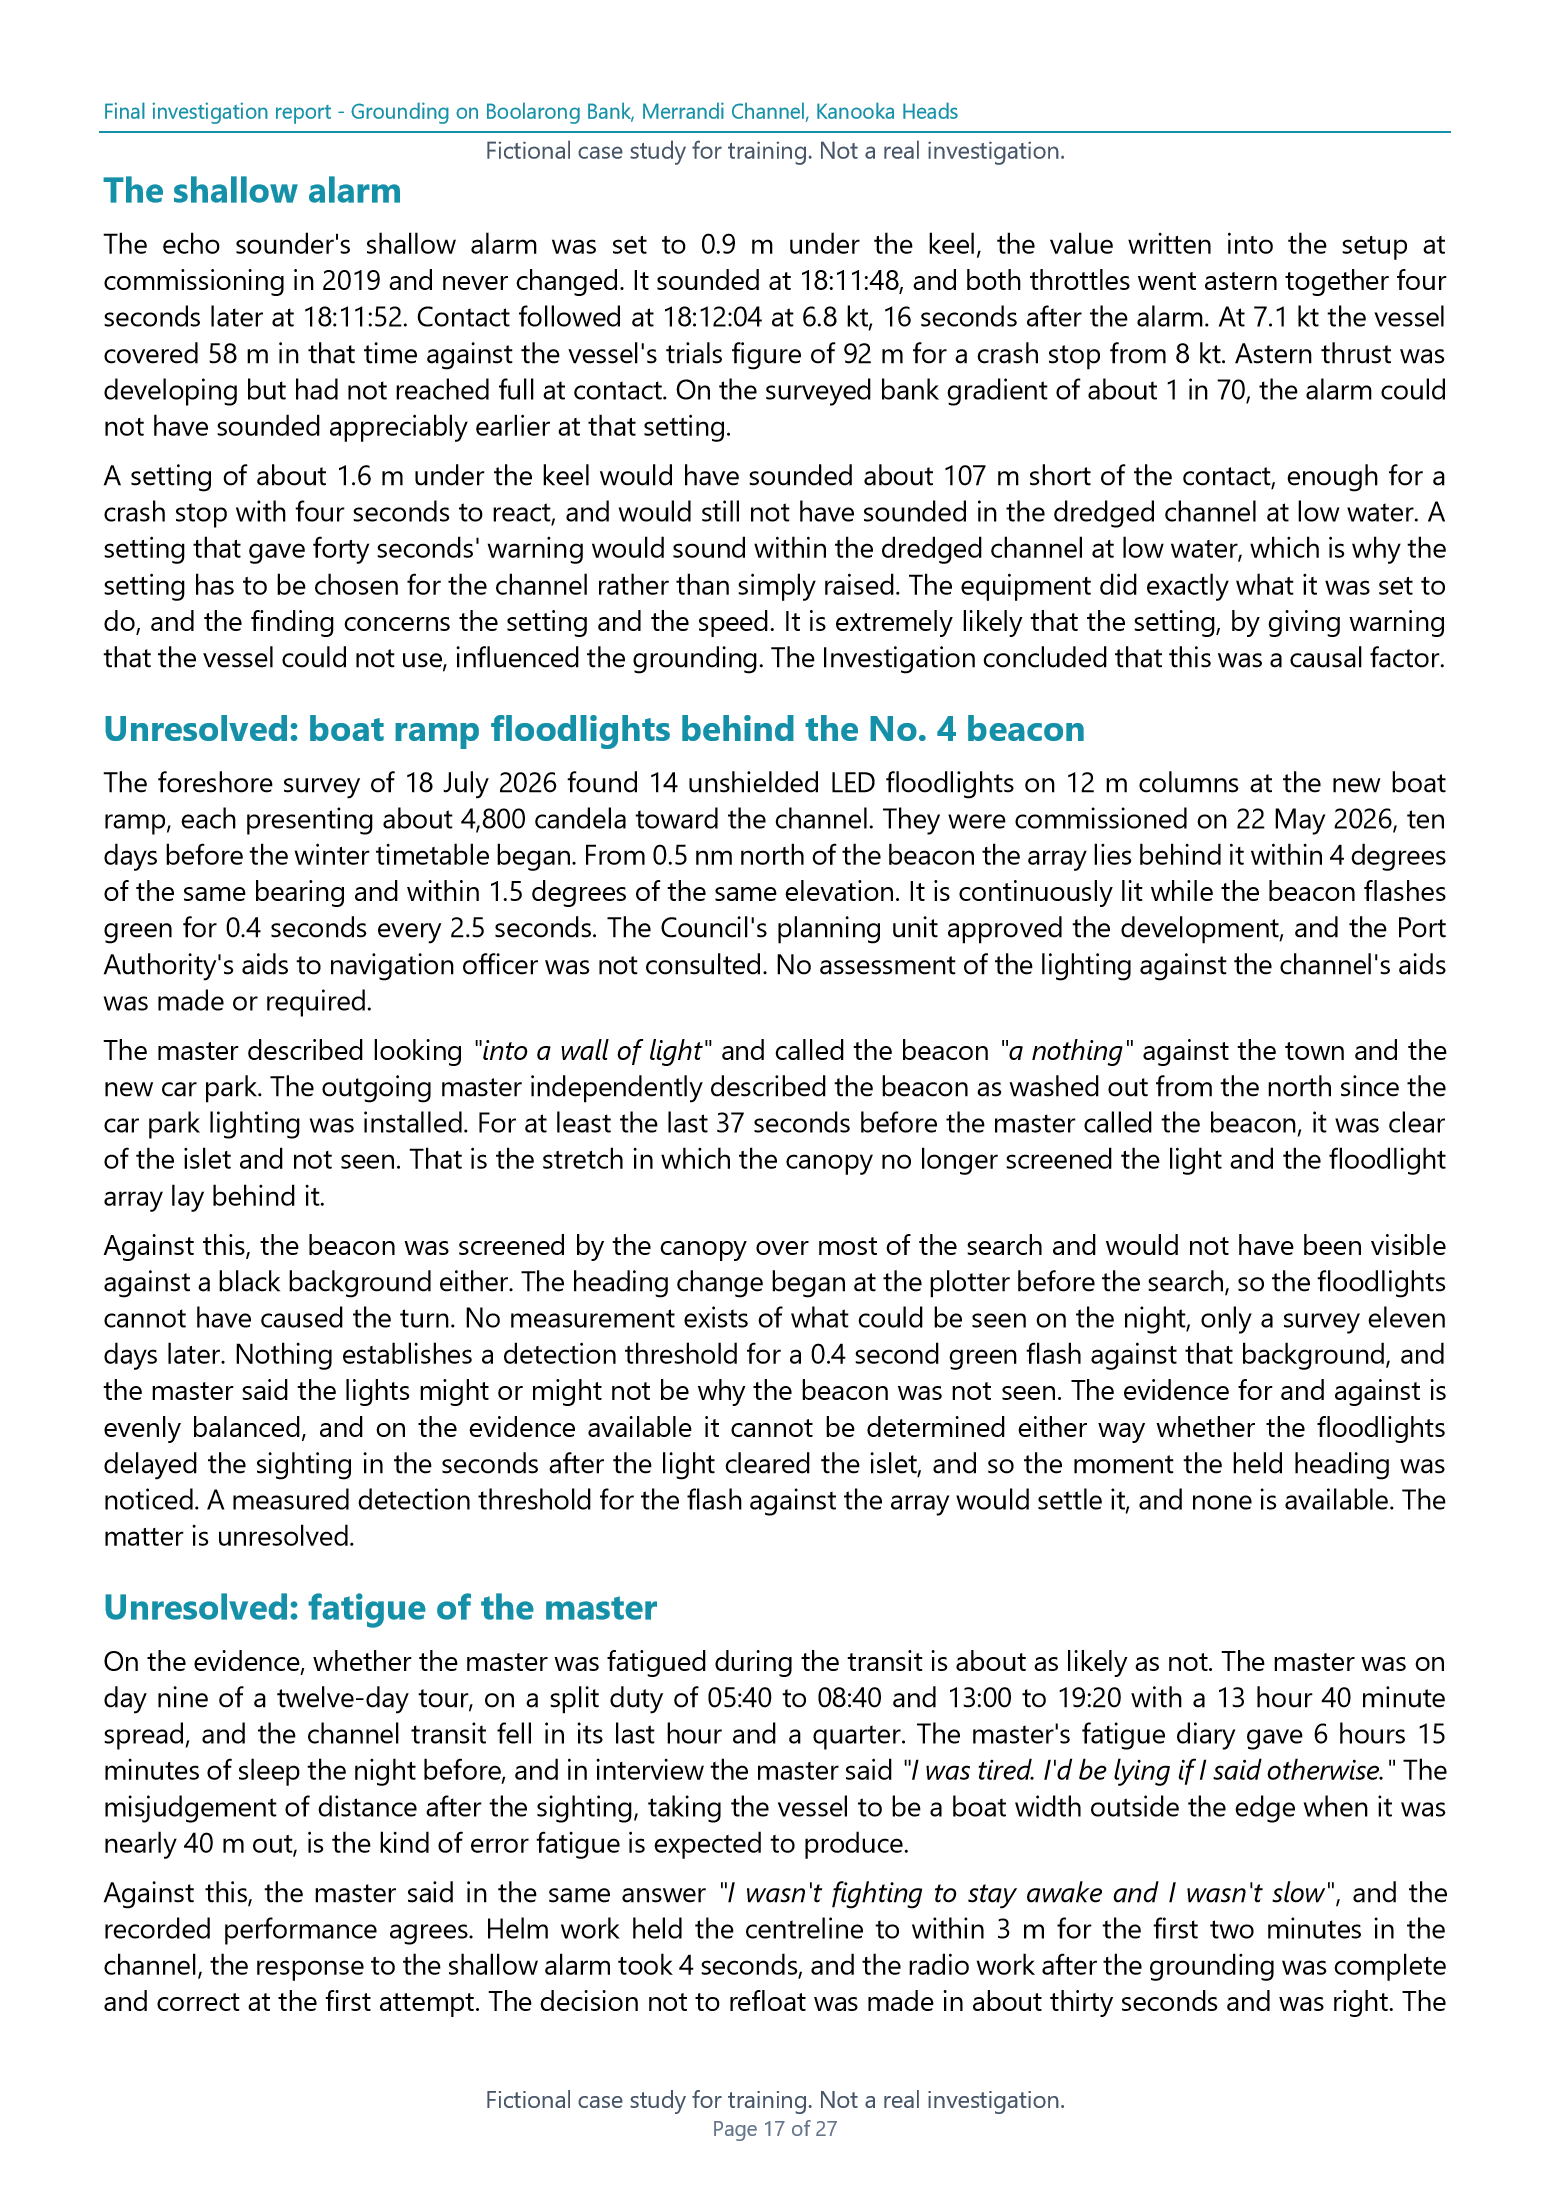 Final investigation report - Grounding on Boolarong Bank, Merrandi Channel, Kanooka Heads
Fictional case study for training. Not a real investigation.
The shallow alarm
The echo sounder's shallow alarm was set to 0.9 m under the keel, the value written into the setup at
commissioning in 2019 and never changed. It sounded at 18:11:48, and both throttles went astern together four
seconds later at 18:11:52. Contact followed at 18:12:04 at 6.8 kt, 16 seconds after the alarm. At 7.1 kt the vessel
covered 58 m in that time against the vessel's trials figure of 92 m for a crash stop from 8 kt. Astern thrust was
developing but had not reached full at contact. On the surveyed bank gradient of about 1 in 70, the alarm could
not have sounded appreciably earlier at that setting.
A setting of about 1.6 m under the keel would have sounded about 107 m short of the contact, enough for a
crash stop with four seconds to react, and would still not have sounded in the dredged channel at low water. A
setting that gave forty seconds' warning would sound within the dredged channel at low water, which is why the
setting has to be chosen for the channel rather than simply raised. The equipment did exactly what it was set to
do, and the finding concerns the setting and the speed. It is extremely likely that the setting, by giving warning
that the vessel could not use, influenced the grounding. The Investigation concluded that this was a causal factor.
Unresolved: boat ramp floodlights behind the No. 4 beacon
The foreshore survey of 18 July 2026 found 14 unshielded LED floodlights on 12 m columns at the new boat
ramp, each presenting about 4,800 candela toward the channel. They were commissioned on 22 May 2026, ten
days before the winter timetable began. From 0.5 nm north of the beacon the array lies behind it within 4 degrees
of the same bearing and within 1.5 degrees of the same elevation. It is continuously lit while the beacon flashes
green for 0.4 seconds every 2.5 seconds. The Council's planning unit approved the development, and the Port
Authority's aids to navigation officer was not consulted. No assessment of the lighting against the channel's aids
was made or required.
The master described looking "into a wall of light" and called the beacon "a nothing" against the town and the
new car park. The outgoing master independently described the beacon as washed out from the north since the
car park lighting was installed. For at least the last 37 seconds before the master called the beacon, it was clear
of the islet and not seen. That is the stretch in which the canopy no longer screened the light and the floodlight
array lay behind it.
Against this, the beacon was screened by the canopy over most of the search and would not have been visible
against a black background either. The heading change began at the plotter before the search, so the floodlights
cannot have caused the turn. No measurement exists of what could be seen on the night, only a survey eleven
days later. Nothing establishes a detection threshold for a 0.4 second green flash against that background, and
the master said the lights might or might not be why the beacon was not seen. The evidence for and against is
evenly balanced, and on the evidence available it cannot be determined either way whether the floodlights
delayed the sighting in the seconds after the light cleared the islet, and so the moment the held heading was
noticed. A measured detection threshold for the flash against the array would settle it, and none is available. The
matter is unresolved.
Unresolved: fatigue of the master
On the evidence, whether the master was fatigued during the transit is about as likely as not. The master was on
day nine of a twelve-day tour, on a split duty of 05:40 to 08:40 and 13:00 to 19:20 with a 13 hour 40 minute
spread, and the channel transit fell in its last hour and a quarter. The master's fatigue diary gave 6 hours 15
minutes of sleep the night before, and in interview the master said "I was tired. I'd be lying if I said otherwise." The
misjudgement of distance after the sighting, taking the vessel to be a boat width outside the edge when it was
nearly 40 m out, is the kind of error fatigue is expected to produce.
Against this, the master said in the same answer "I wasn't fighting to stay awake and I wasn't slow", and the
recorded performance agrees. Helm work held the centreline to within 3 m for the first two minutes in the
channel, the response to the shallow alarm took 4 seconds, and the radio work after the grounding was complete
and correct at the first attempt. The decision not to refloat was made in about thirty seconds and was right. The
Fictional case study for training. Not a real investigation.
Page 17 of 27